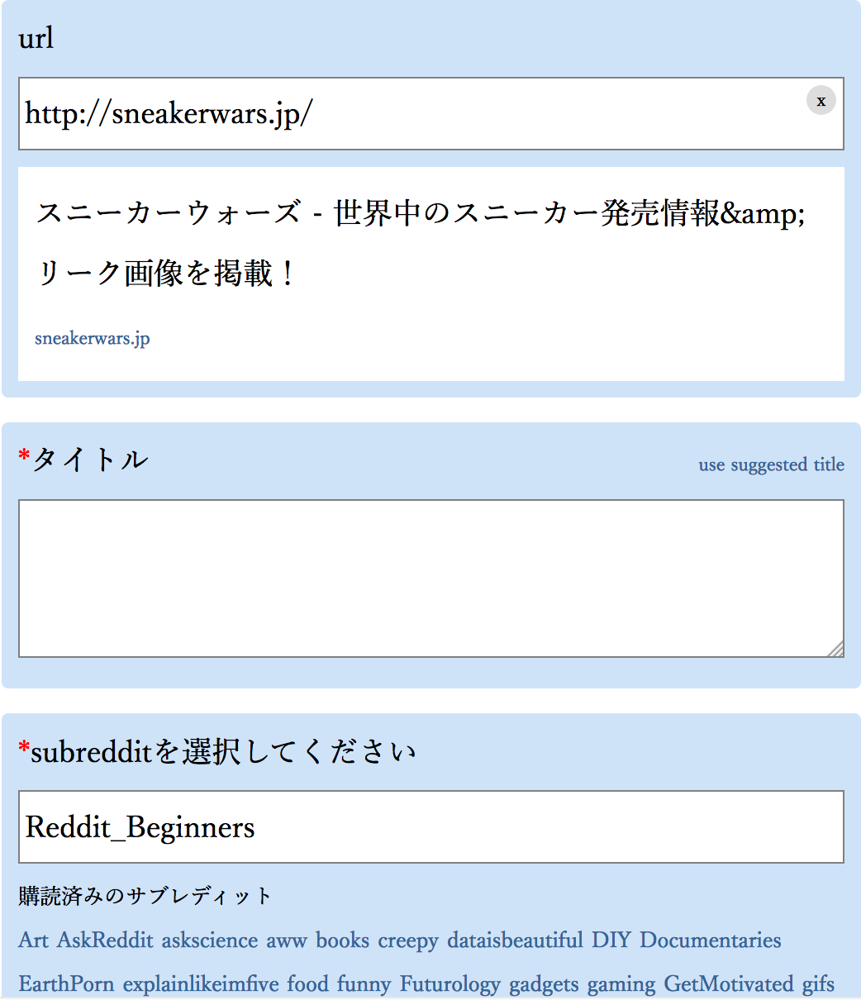 url
http://sneakerwars.jp/
x
スニーカーウォーズ - 世界中のスニーカー発売情報&amp;amp;
リーク画像を掲載！
sneakerwars.jp
*タイトル
use suggested title
*subredditを選択してください
Reddit_Beginners
購読済みのサブレディット
Art AskReddit askscience aww books creepy dataisbeautiful DIY Documentaries
EarthPorn explainlikeimfive food funny Futurology gadgets gaming GetMotivated gifs